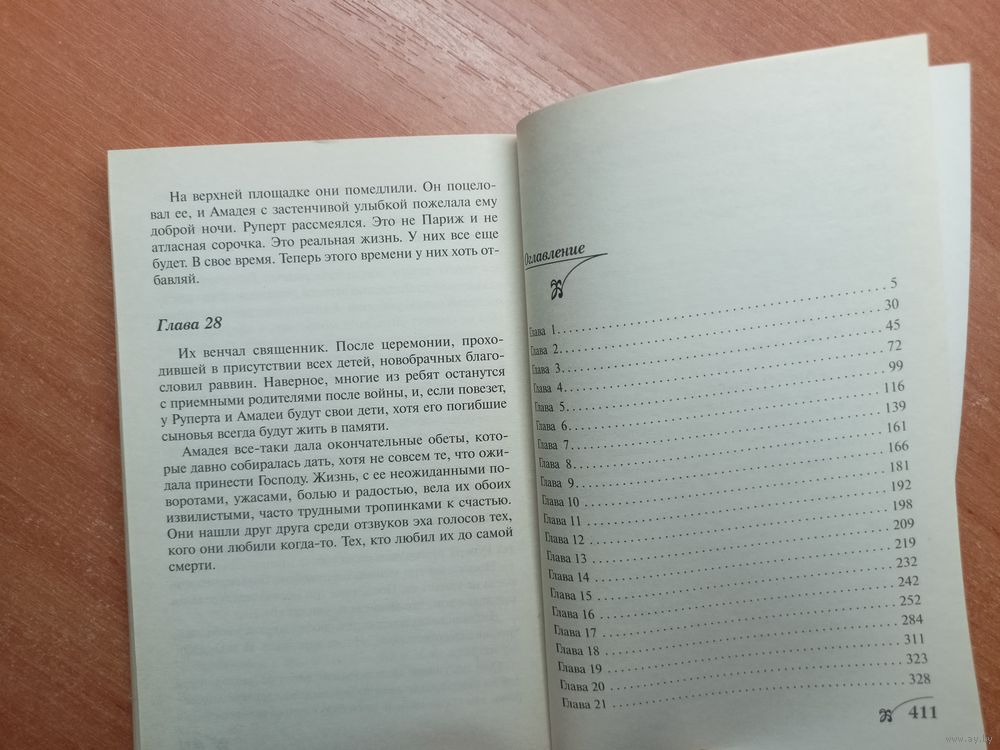 На верхней площадке они помедлили. Он поцело-
вал ее, и Амадея с застенчивой улыбкой пожелала ему
доброй ночи. Руперт рассмеялся. Это не Париж и не
атласная сорочка. Это реальная жизнь. У них все еще
будет. В свое время. Теперь этого времени у них хоть от-
бавляй.
Глава 28
Их венчал священник. После церемонии, прохо-
дившей в присутствии всех детей, новобрачных благо-
словил раввин. Наверное, многие из ребят останутся
с приемными родителями после войны, и, если повезет,
у Руперта и Амадеи будут свои дети, хотя его погибшие
сыновья всегда будут жить в памяти.
Амадея все-таки дала окончательные обеты, кото-
рые давно собиралась дать, хотя не совсем те, что ожи-
дала принести Господу. Жизнь, с ее неожиданными по-
воротами, ужасами, болью и радостью, вела их обоих
извилистыми, часто трудными тропинками к счастью.
Они нашли друг друга среди отзвуков эха голосов тех,
кого они любили когда-то. Тех, кто любил их до самой
смерти.
Оглавление
Глава 1 . . . . . . . . . . 5
Глава 2 . . . . . . . . . . 30
Глава 3 . . . . . . . . . . 45
Глава 4 . . . . . . . . . . 72
Глава 5 . . . . . . . . . . 99
Глава 6 . . . . . . . . . . 116
Глава 7 . . . . . . . . . . 139
Глава 8 . . . . . . . . . . 161
Глава 9 . . . . . . . . . . 166
Глава 10 . . . . . . . . . . 181
Глава 11 . . . . . . . . . . 192
Глава 12 . . . . . . . . . . 198
Глава 13 . . . . . . . . . . 209
Глава 14 . . . . . . . . . . 219
Глава 15 . . . . . . . . . . 232
Глава 16 . . . . . . . . . . 242
Глава 17 . . . . . . . . . . 252
Глава 18 . . . . . . . . . . 284
Глава 19 . . . . . . . . . . 311
Глава 20 . . . . . . . . . . 323
Глава 21 . . . . . . . . . . 328
411
www.ay.by